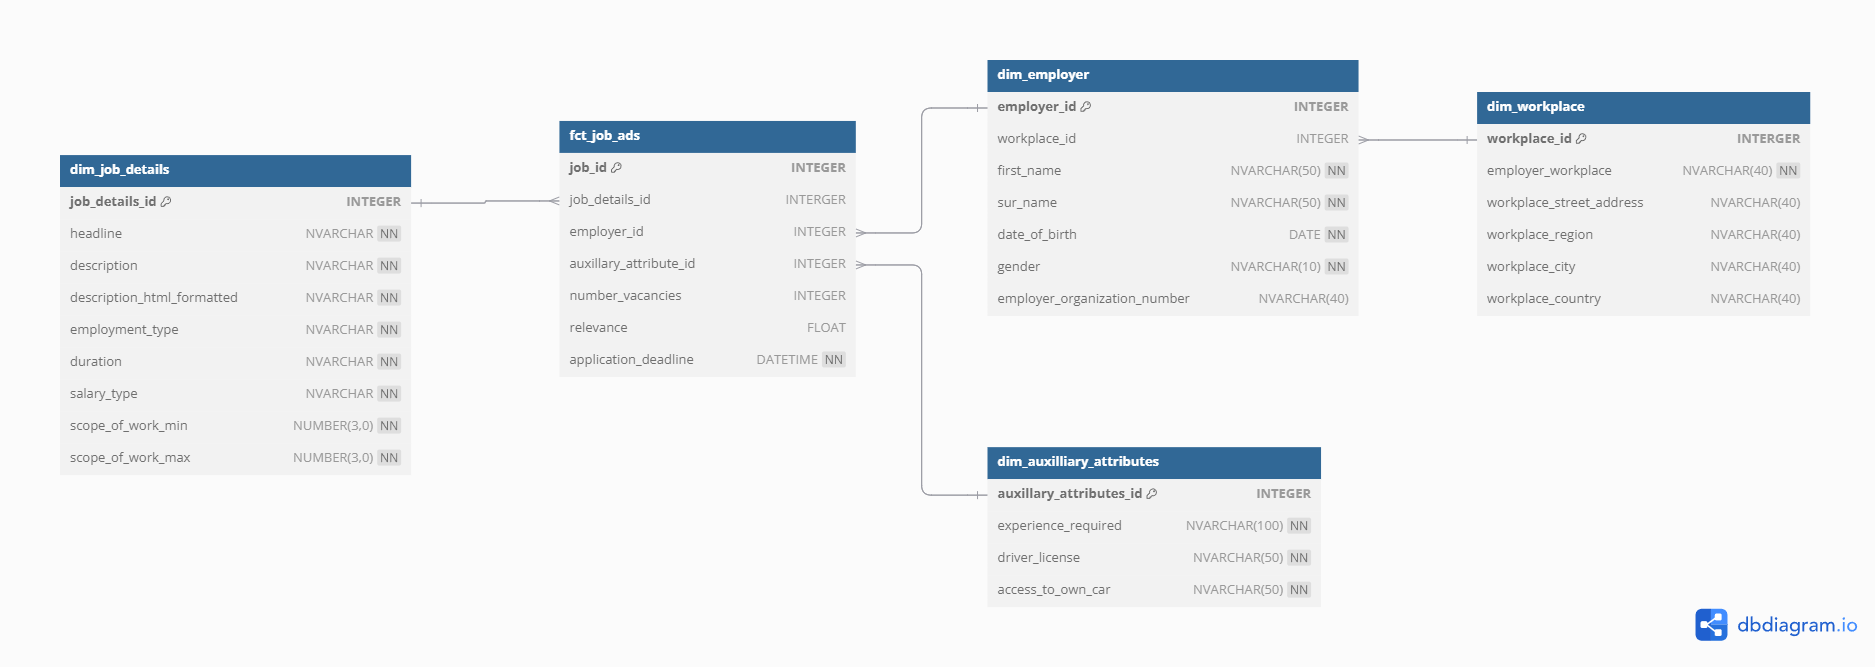 dim_job_details
job_details_id INTEGER
headline NVARCHAR NN
description NVARCHAR NN
description_html_formatted NVARCHAR NN
employment_type NVARCHAR NN
duration NVARCHAR NN
salary_type NVARCHAR NN
scope_of_work_min NUMBER(3,0) NN
scope_of_work_max NUMBER(3,0) NN
fct_job_ads
job_id INTEGER
job_details_id INTERGER
employer_id INTEGER
auxillary_attribute_id INTEGER
number_vacancies INTEGER
relevance FLOAT
application_deadline DATETIME NN
dim_employer
employer_id INTEGER
workplace_id INTEGER
first_name NVARCHAR(50) NN
sur_name NVARCHAR(50) NN
date_of_birth DATE NN
gender NVARCHAR(10) NN
employer_organization_number NVARCHAR(40)
dim_workplace
workplace_id INTERGER
employer_workplace NVARCHAR(40) NN
workplace_street_address NVARCHAR(40)
workplace_region NVARCHAR(40)
workplace_city NVARCHAR(40)
workplace_country NVARCHAR(40)
dim_auxilliary_attributes
auxillary_attributes_id INTEGER
experience_required NVARCHAR(100) NN
driver_license NVARCHAR(50) NN
access_to_own_car NVARCHAR(50) NN
dbdiagram.io